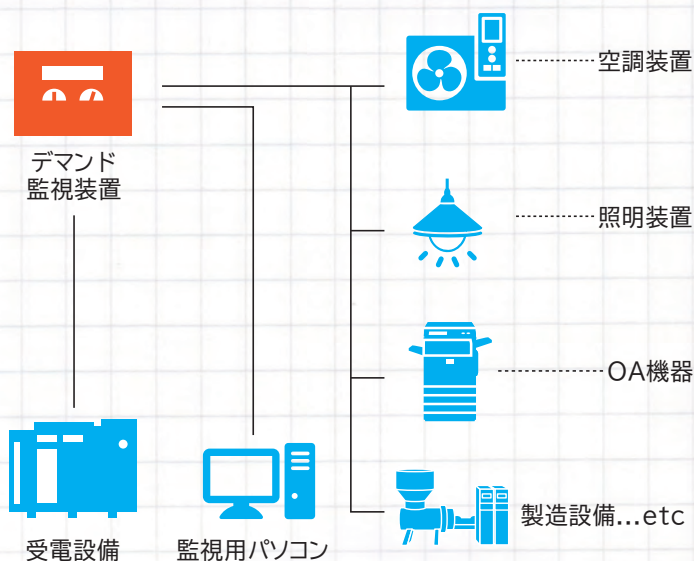 デマンド
監視装置
空調装置
照明装置
OA機器
製造設備...etc
受電設備
監視用パソコン